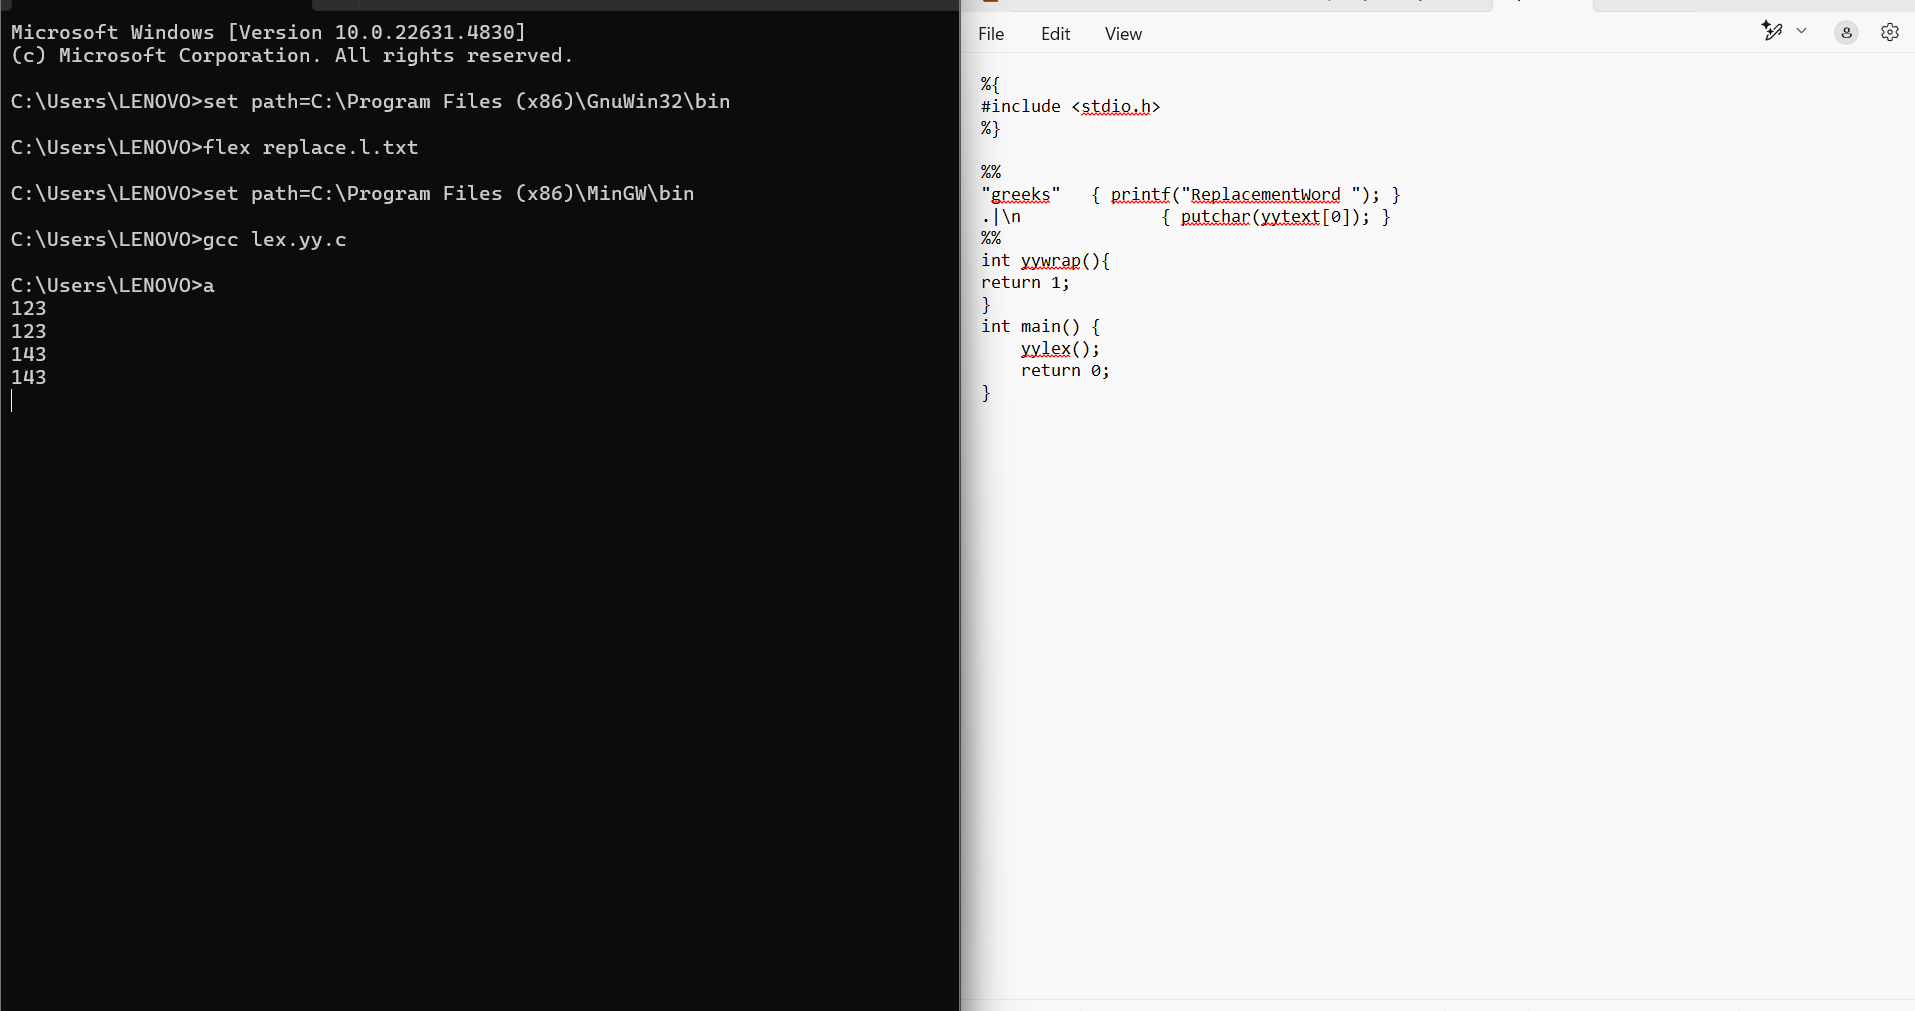 Microsoft Windows [Version 10.0.22631.4830]
(c) Microsoft Corporation. All rights reserved.

C:\Users\LENOVO>set path=C:\Program Files (x86)\GnuWin32\bin

C:\Users\LENOVO>flex replace.l.txt

C:\Users\LENOVO>set path=C:\Program Files (x86)\MinGW\bin

C:\Users\LENOVO>gcc lex.yy.c

C:\Users\LENOVO>a
123
123
143
143
File Edit View
%{
#include <stdio.h>
%}

%%
"greeks"   { printf("ReplacementWord "); }
.|\n              { putchar(yytext[0]); }
%%
int yywrap(){
return 1;
}
int main() {
    yylex();
    return 0;
}